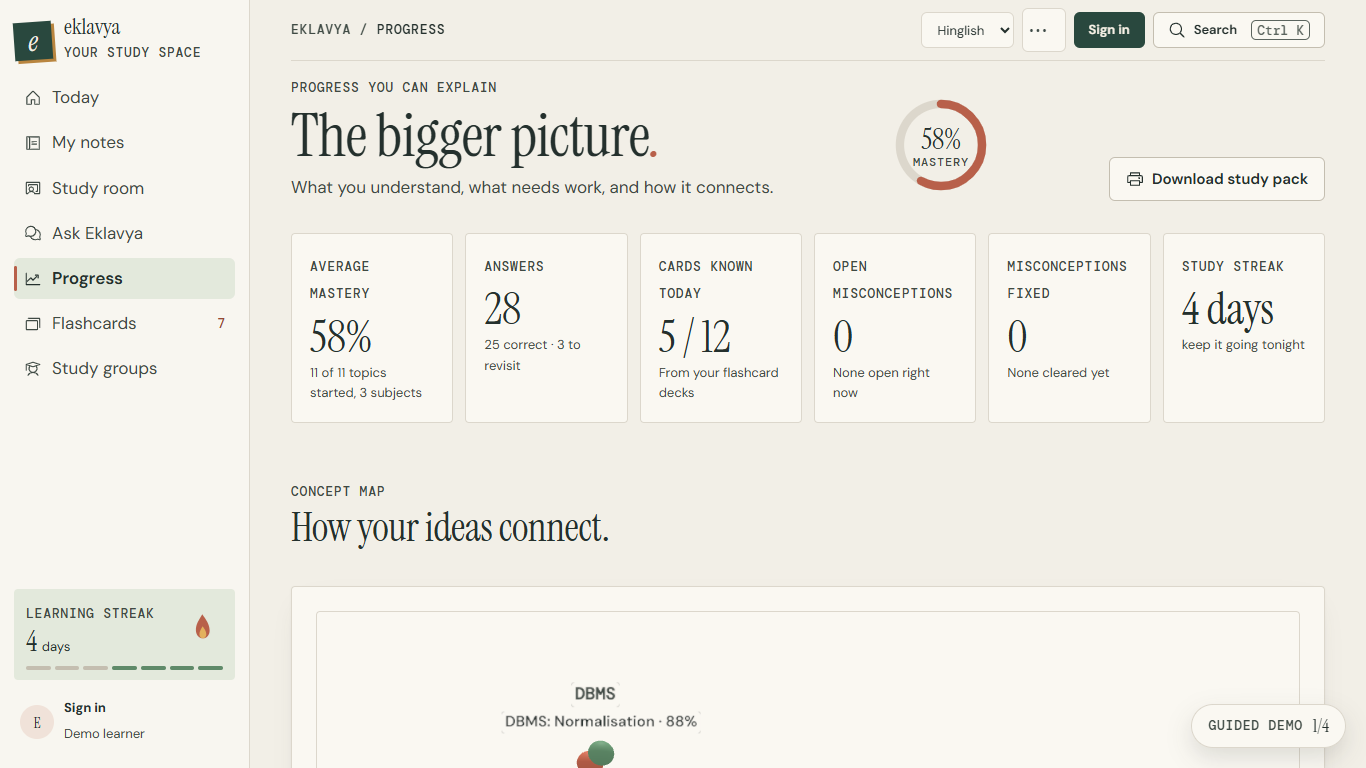 e
eklavya
YOUR STUDY SPACE
Today
My notes
Study room
Ask Eklavya
Progress
Flashcards 7
Study groups
LEARNING STREAK
4 days
E
Sign in
Demo learner
EKLAVYA / PROGRESS
Hinglish
...
Sign in
Search Ctrl K
PROGRESS YOU CAN EXPLAIN
The bigger picture.
What you understand, what needs work, and how it connects.
58%
MASTERY
Download study pack
AVERAGE
MASTERY
58%
11 of 11 topics
started, 3 subjects
ANSWERS
28
25 correct · 3 to
revisit
CARDS KNOWN
TODAY
5 / 12
From your flashcard
decks
OPEN
MISCONCEPTIONS
0
None open right
now
MISCONCEPTIONS
FIXED
0
None cleared yet
STUDY STREAK
4 days
keep it going tonight
CONCEPT MAP
How your ideas connect.
DBMS
DBMS: Normalisation · 88%
GUIDED DEMO 1/4